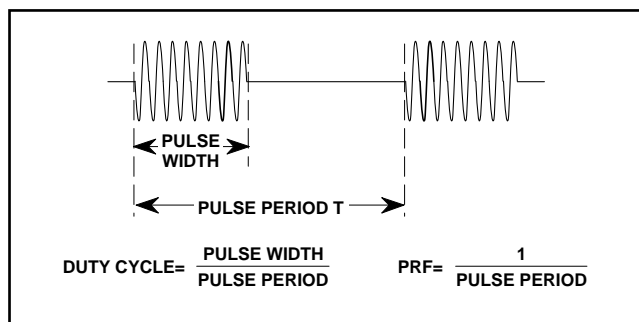 PULSE
WIDTH
PULSE PERIOD T
DUTY CYCLE= PULSE WIDTH
PULSE PERIOD
PRF= 1
PULSE PERIOD